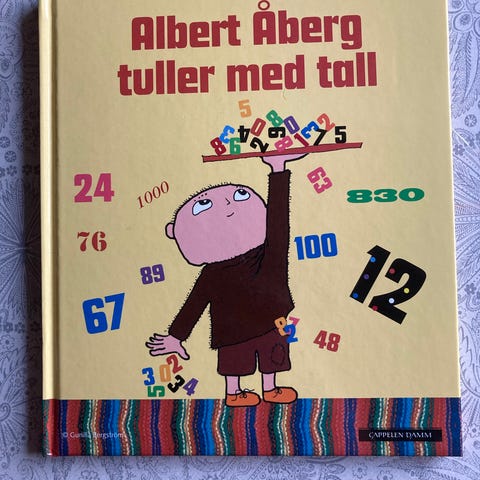 Albert Åberg
tuller med tall
5
24
1000
63
830
76
100
12
89
67
48
© Gunilla Bergström
CAPPELEN DAMM